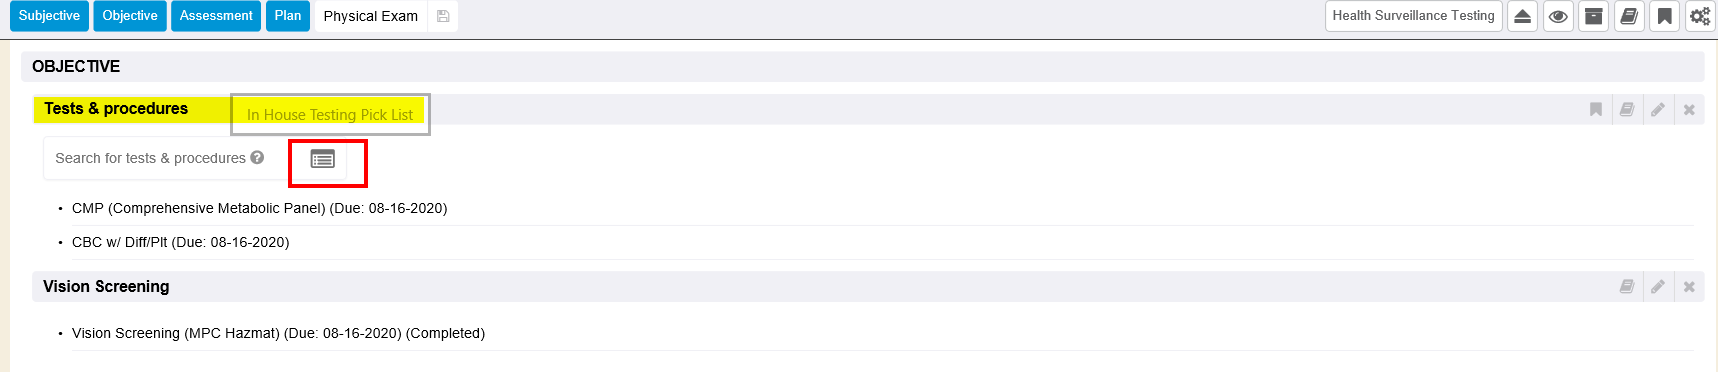 Subjective Objective Assessment Plan Physical Exam Health Surveillance Testing
OBJECTIVE
Tests & procedures In House Testing Pick List
Search for tests & procedures ?
• CMP (Comprehensive Metabolic Panel) (Due: 08-16-2020)
• CBC w/ Diff/Plt (Due: 08-16-2020)
Vision Screening
• Vision Screening (MPC Hazmat) (Due: 08-16-2020) (Completed)